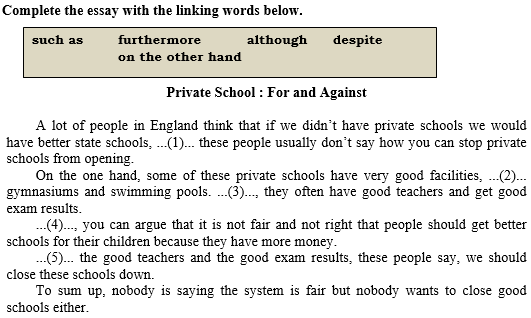 Complete the essay with the linking words below.
such as furthermore although despite
on the other hand
Private School : For and Against
A lot of people in England think that if we didn't have private schools we would
have better state schools, ...(1)... these people usually don't say how you can stop private
schools from opening.
On the one hand, some of these private schools have very good facilities, ...(2)...
gymnasiums and swimming pools. ...(3)..., they often have good teachers and get good
exam results.
...(4)..., you can argue that it is not fair and not right that people should get better
schools for their children because they have more money.
...(5)... the good teachers and the good exam results, these people say, we should
close these schools down.
To sum up, nobody is saying the system is fair but nobody wants to close good
schools either.